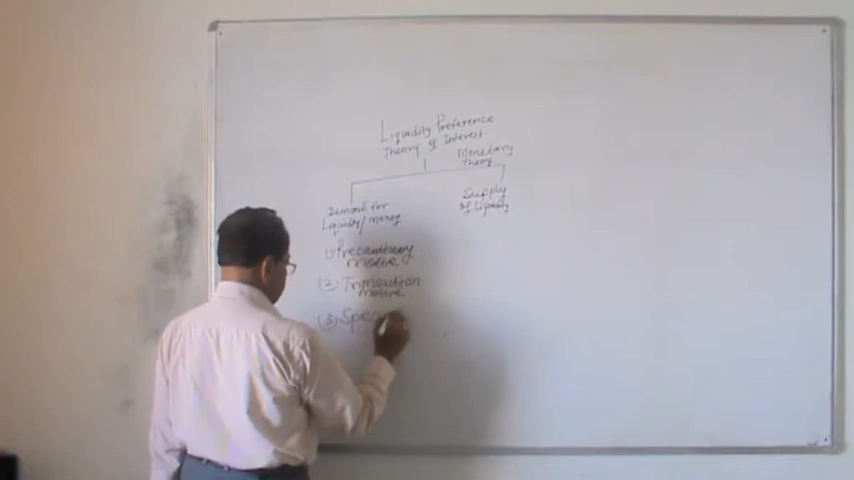 Liquidity Preference
Theory of Interest
Monetary
Theory
Demand for
Liquidity/money
Supply
of Liquidity
(1) Precautionary
motive
(2) Transaction
motive
(3) Specu